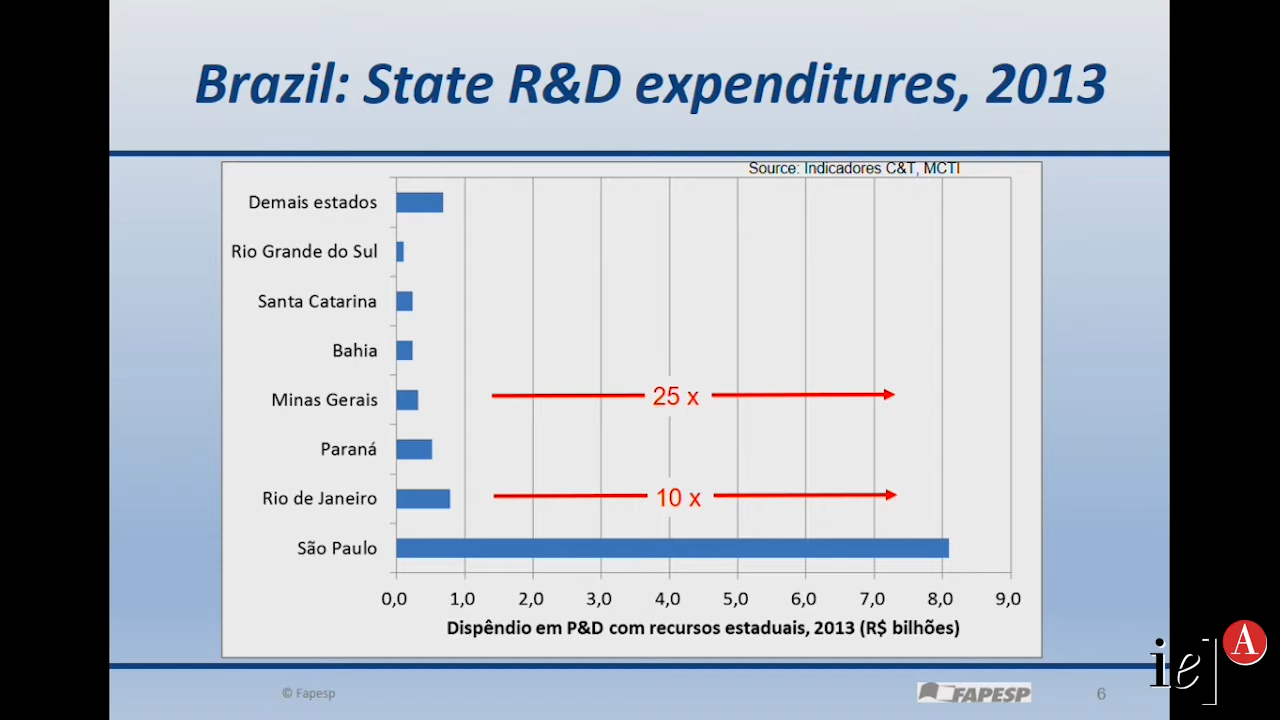 Brazil: State R&D expenditures, 2013
Source: Indicadores C&T, MCTI
Demais estados
Rio Grande do Sul
Santa Catarina
Bahia
Minas Gerais
25 x
Paraná
Rio de Janeiro
10 x
São Paulo
0,0 1,0 2,0 3,0 4,0 5,0 6,0 7,0 8,0 9,0
Dispêndio em P&D com recursos estaduais, 2013 (R$ bilhões)
© Fapesp
FAPESP
6
ie]A